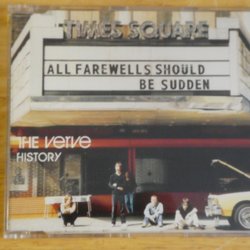 TIMES SQUARE
ALL FAREWELLS SHOULD
BE SUDDEN
THE VERVE
HISTORY